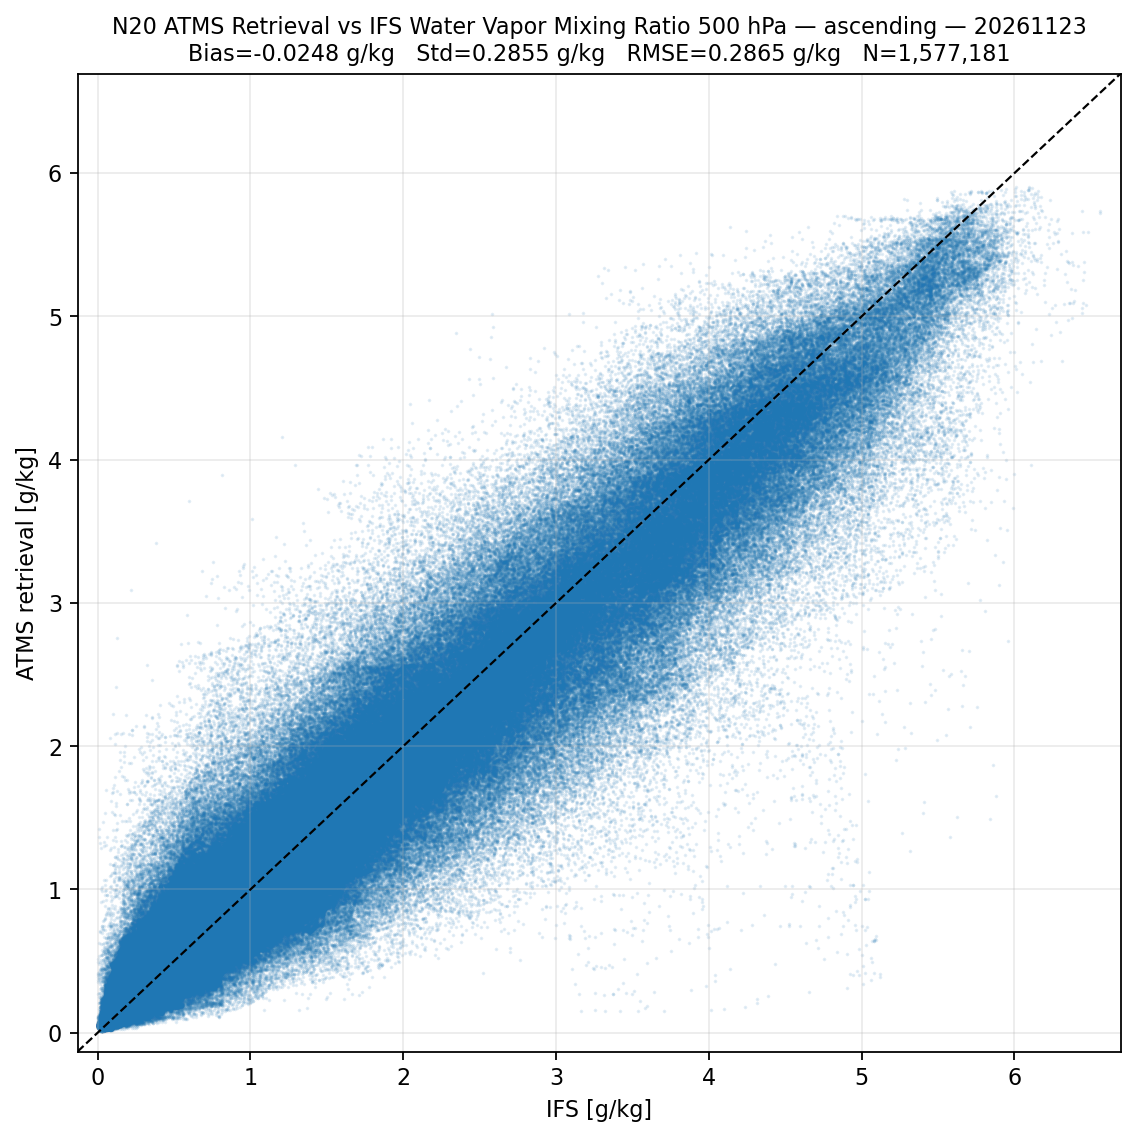 N20 ATMS Retrieval vs IFS Water Vapor Mixing Ratio 500 hPa — ascending — 20261123
Bias=-0.0248 g/kg   Std=0.2855 g/kg   RMSE=0.2865 g/kg   N=1,577,181
6
5
4
3
2
1
0
ATMS retrieval [g/kg]
0 1 2 3 4 5 6
IFS [g/kg]